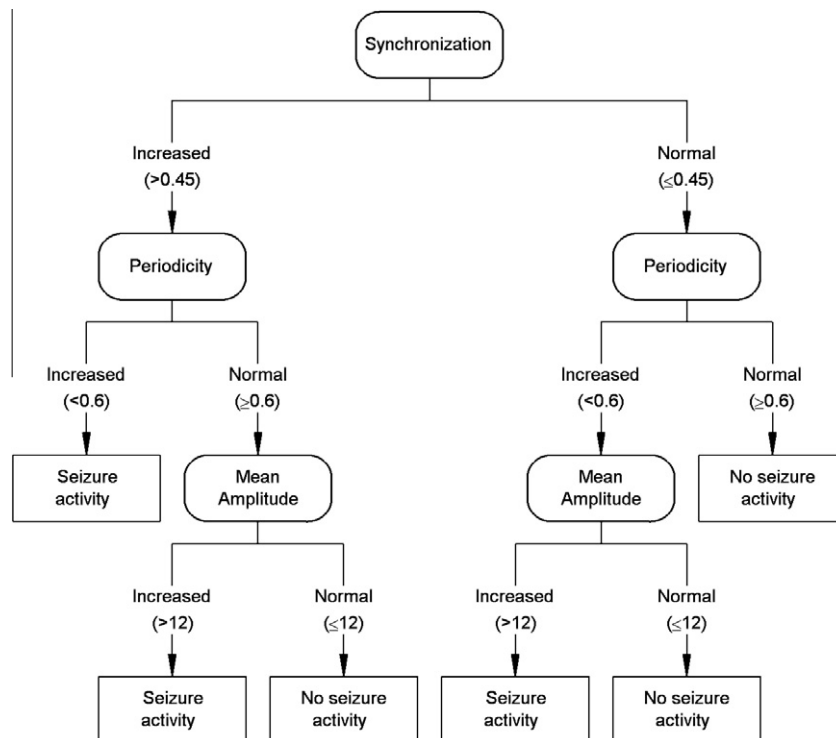 Synchronization
Increased
(>0.45)
Normal
(≤0.45)
Periodicity
Periodicity
Increased
(<0.6)
Normal
(≥0.6)
Increased
(<0.6)
Normal
(≥0.6)
Seizure
activity
Mean
Amplitude
Mean
Amplitude
No seizure
activity
Increased
(>12)
Normal
(≤12)
Increased
(>12)
Normal
(≤12)
Seizure
activity
No seizure
activity
Seizure
activity
No seizure
activity